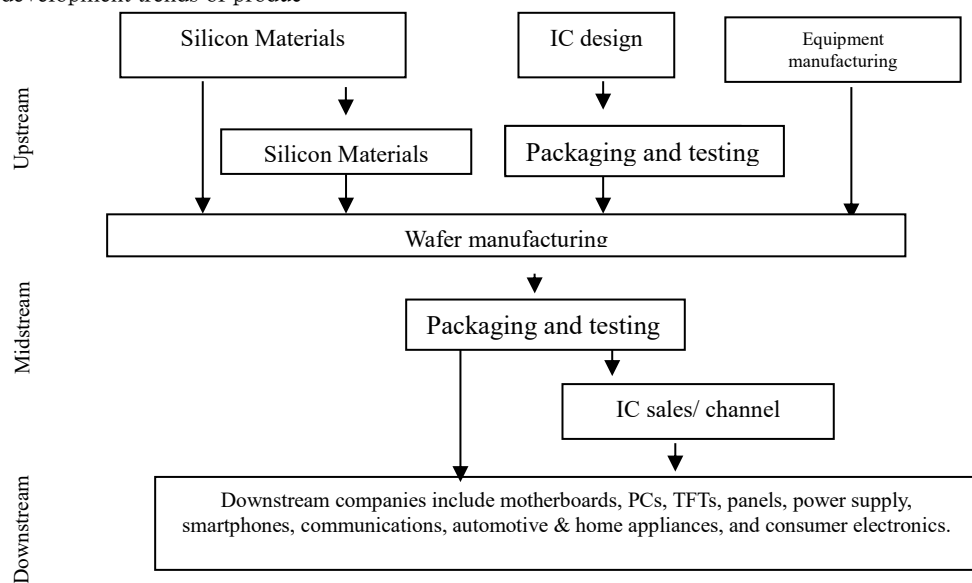 development trends of produc
Silicon Materials
IC design
Equipment
manufacturing
Upstream
Silicon Materials
Packaging and testing
Wafer manufacturing
Midstream
Packaging and testing
IC sales/ channel
Downstream
Downstream companies include motherboards, PCs, TFTs, panels, power supply,
smartphones, communications, automotive & home appliances, and consumer electronics.